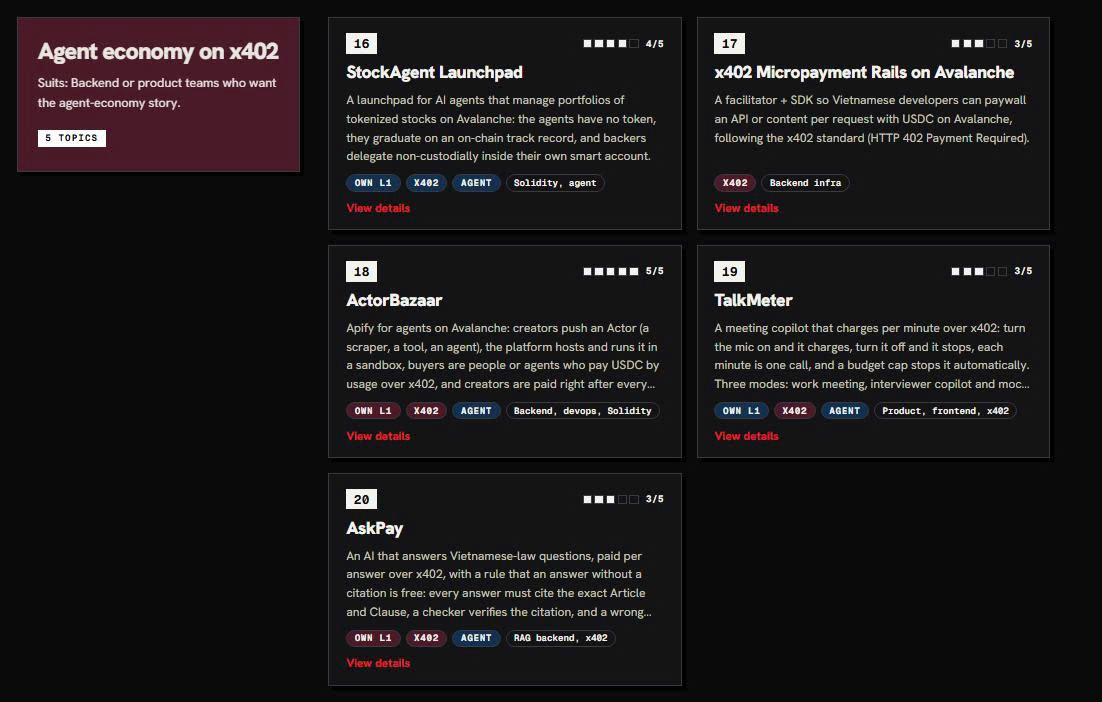 Agent economy on x402
Suits: Backend or product teams who want
the agent-economy story.
5 TOPICS
16
4/5
StockAgent Launchpad
A launchpad for AI agents that manage portfolios of
tokenized stocks on Avalanche: the agents have no token,
they graduate on an on-chain track record, and backers
delegate non-custodially inside their own smart account.
OWN L1 X402 AGENT Solidity, agent
View details
17
3/5
x402 Micropayment Rails on Avalanche
A facilitator + SDK so Vietnamese developers can paywall
an API or content per request with USDC on Avalanche,
following the x402 standard (HTTP 402 Payment Required).
X402 Backend infra
View details
18
5/5
ActorBazaar
Apify for agents on Avalanche: creators push an Actor (a
scraper, a tool, an agent), the platform hosts and runs it in
a sandbox, buyers are people or agents who pay USDC by
usage over x402, and creators are paid right after every...
OWN L1 X402 AGENT Backend, devops, Solidity
View details
19
3/5
TalkMeter
A meeting copilot that charges per minute over x402: turn
the mic on and it charges, turn it off and it stops, each
minute is one call, and a budget cap stops it automatically.
Three modes: work meeting, interviewer copilot and moc...
OWN L1 X402 AGENT Product, frontend, x402
View details
20
3/5
AskPay
An AI that answers Vietnamese-law questions, paid per
answer over x402, with a rule that an answer without a
citation is free: every answer must cite the exact Article
and Clause, a checker verifies the citation, and a wrong...
OWN L1 X402 AGENT RAG backend, x402
View details